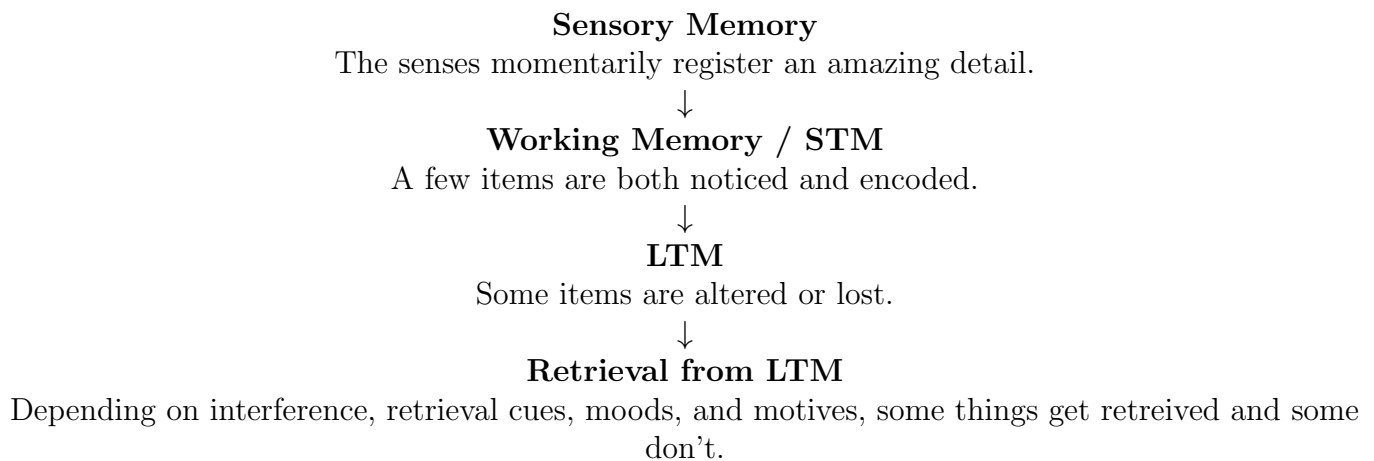 Sensory Memory
The senses momentarily register an amazing detail.
↓
Working Memory / STM
A few items are both noticed and encoded.
↓
LTM
Some items are altered or lost.
↓
Retrieval from LTM
Depending on interference, retrieval cues, moods, and motives, some things get retreived and some
don't.